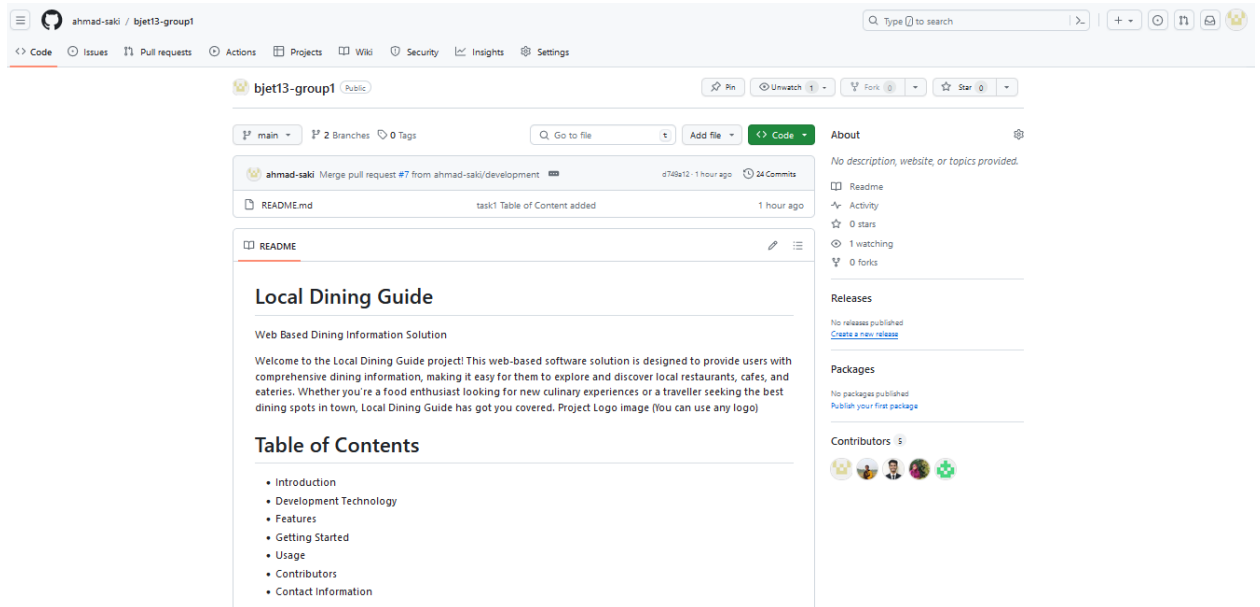 ahmad-saki / bjet13-group1
Type / to search
Code Issues Pull requests Actions Projects Wiki Security Insights Settings
bjet13-group1 Public
Pin Unwatch 1 Fork 0 Star 0
main 2 Branches 0 Tags
Go to file t Add file Code
ahmad-saki Merge pull request #7 from ahmad-saki/development d749a12 · 1 hour ago 24 Commits
README.md task1 Table of Content added 1 hour ago
README
Local Dining Guide
Web Based Dining Information Solution
Welcome to the Local Dining Guide project! This web-based software solution is designed to provide users with
comprehensive dining information, making it easy for them to explore and discover local restaurants, cafes, and
eateries. Whether you're a food enthusiast looking for new culinary experiences or a traveller seeking the best
dining spots in town, Local Dining Guide has got you covered. Project Logo image (You can use any logo)
Table of Contents
• Introduction
• Development Technology
• Features
• Getting Started
• Usage
• Contributors
• Contact Information
About
No description, website, or topics provided.
Readme
Activity
0 stars
1 watching
0 forks
Releases
No releases published
Create a new release
Packages
No packages published
Publish your first package
Contributors 5